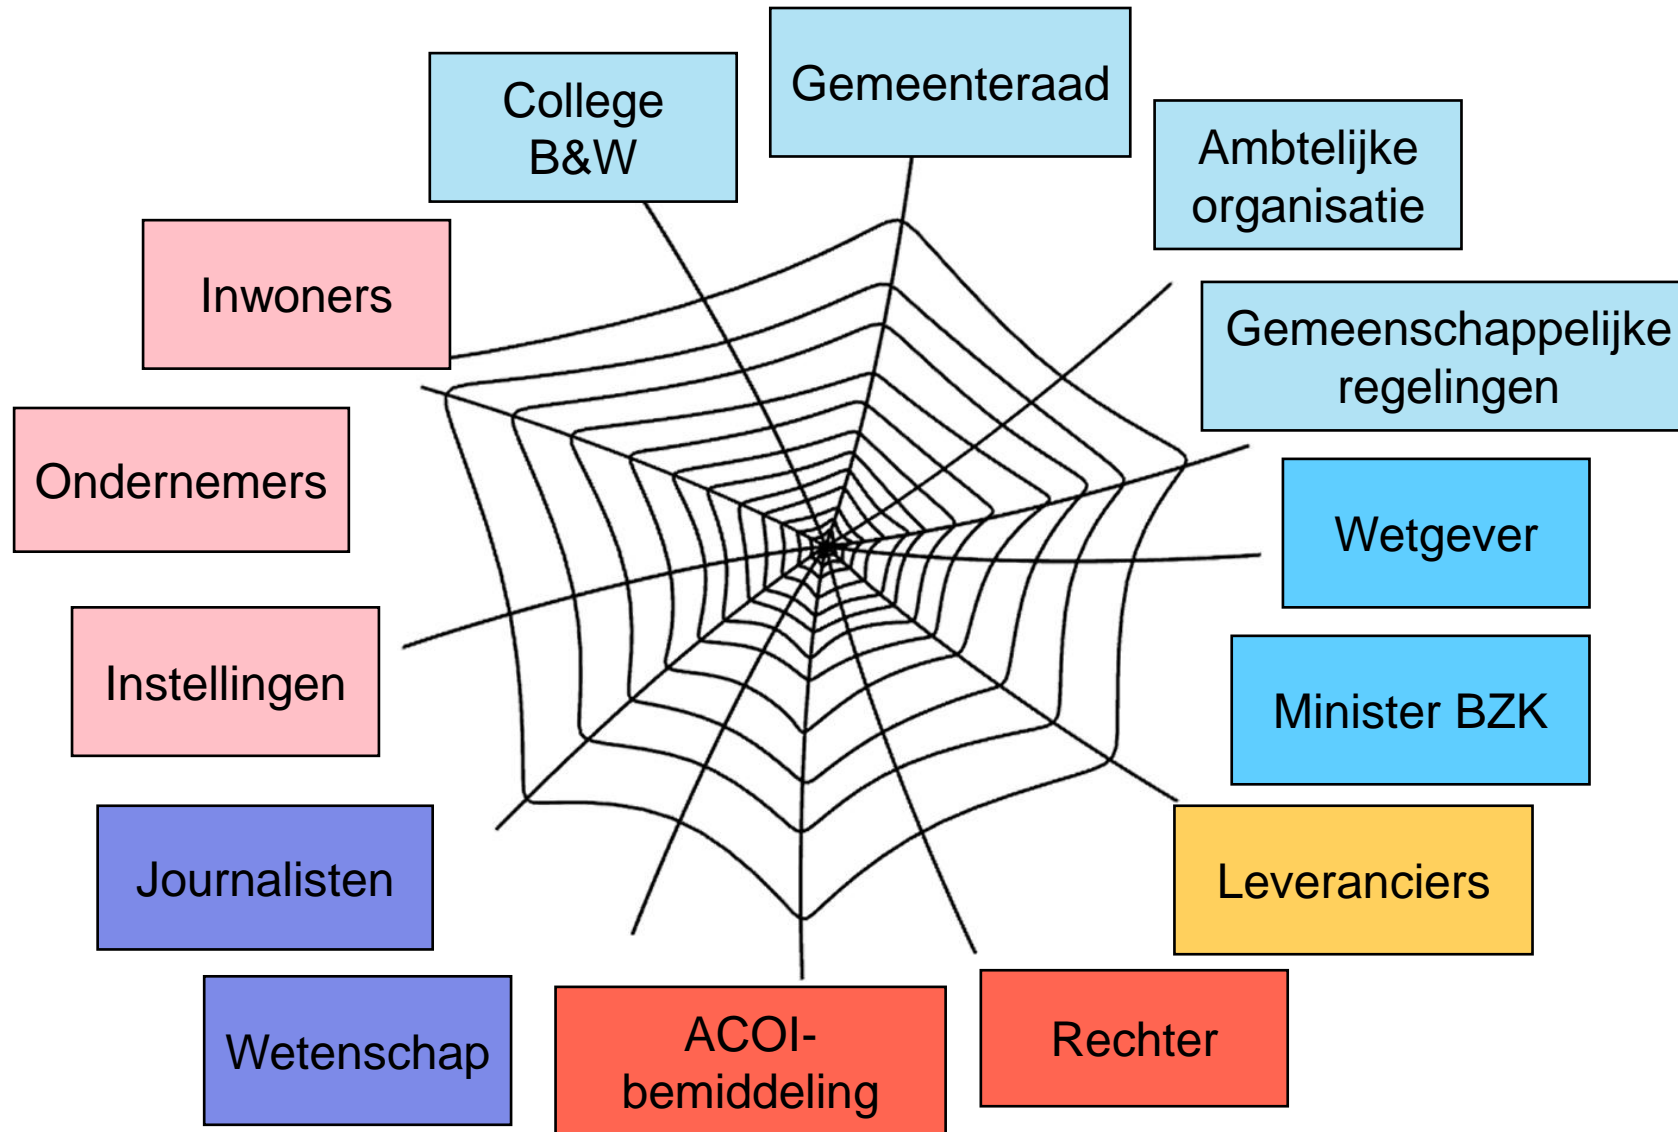 College
B&W
Gemeenteraad
Ambtelijke
organisatie
Inwoners
Gemeenschappelijke
regelingen
Ondernemers
Wetgever
Instellingen
Minister BZK
Journalisten
Leveranciers
Wetenschap
ACOI-
bemiddeling
Rechter